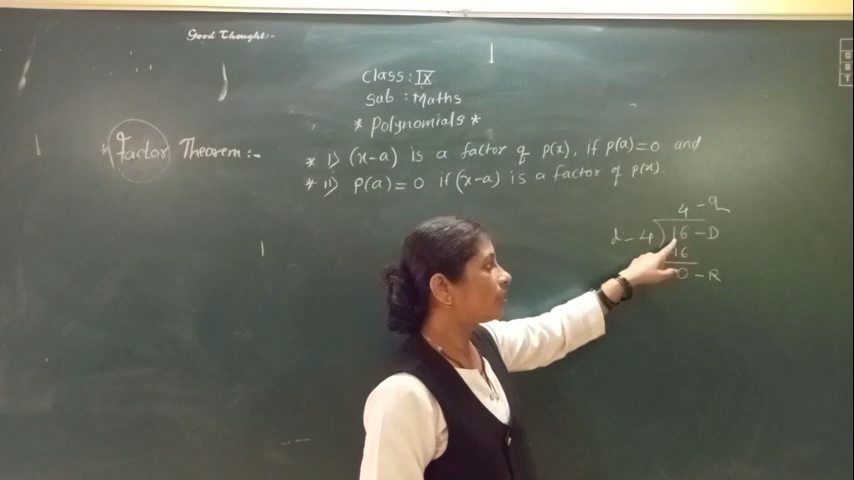 Good Thought:-
Class: IX
Sub : Maths
* Polynomials *
* Factor Theorem :-
* i) (x-a) is a factor of p(x), if p(a)=0 and
* ii) p(a)=0 if (x-a) is a factor of p(x).
4 - q
d - 4 ) 16 - D
16
0 - R
G
B
T